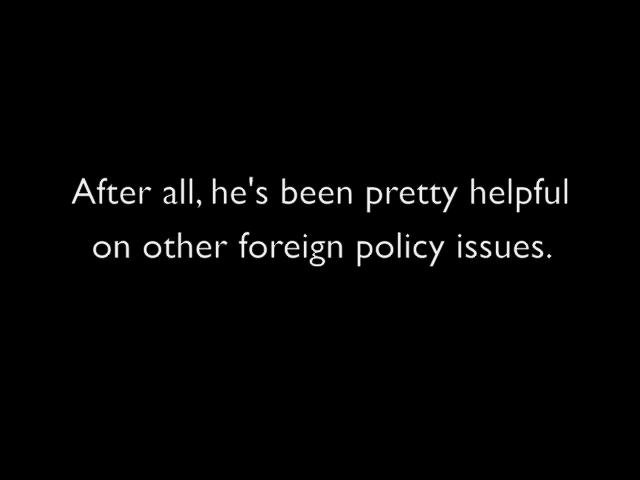 After all, he's been pretty helpful
on other foreign policy issues.